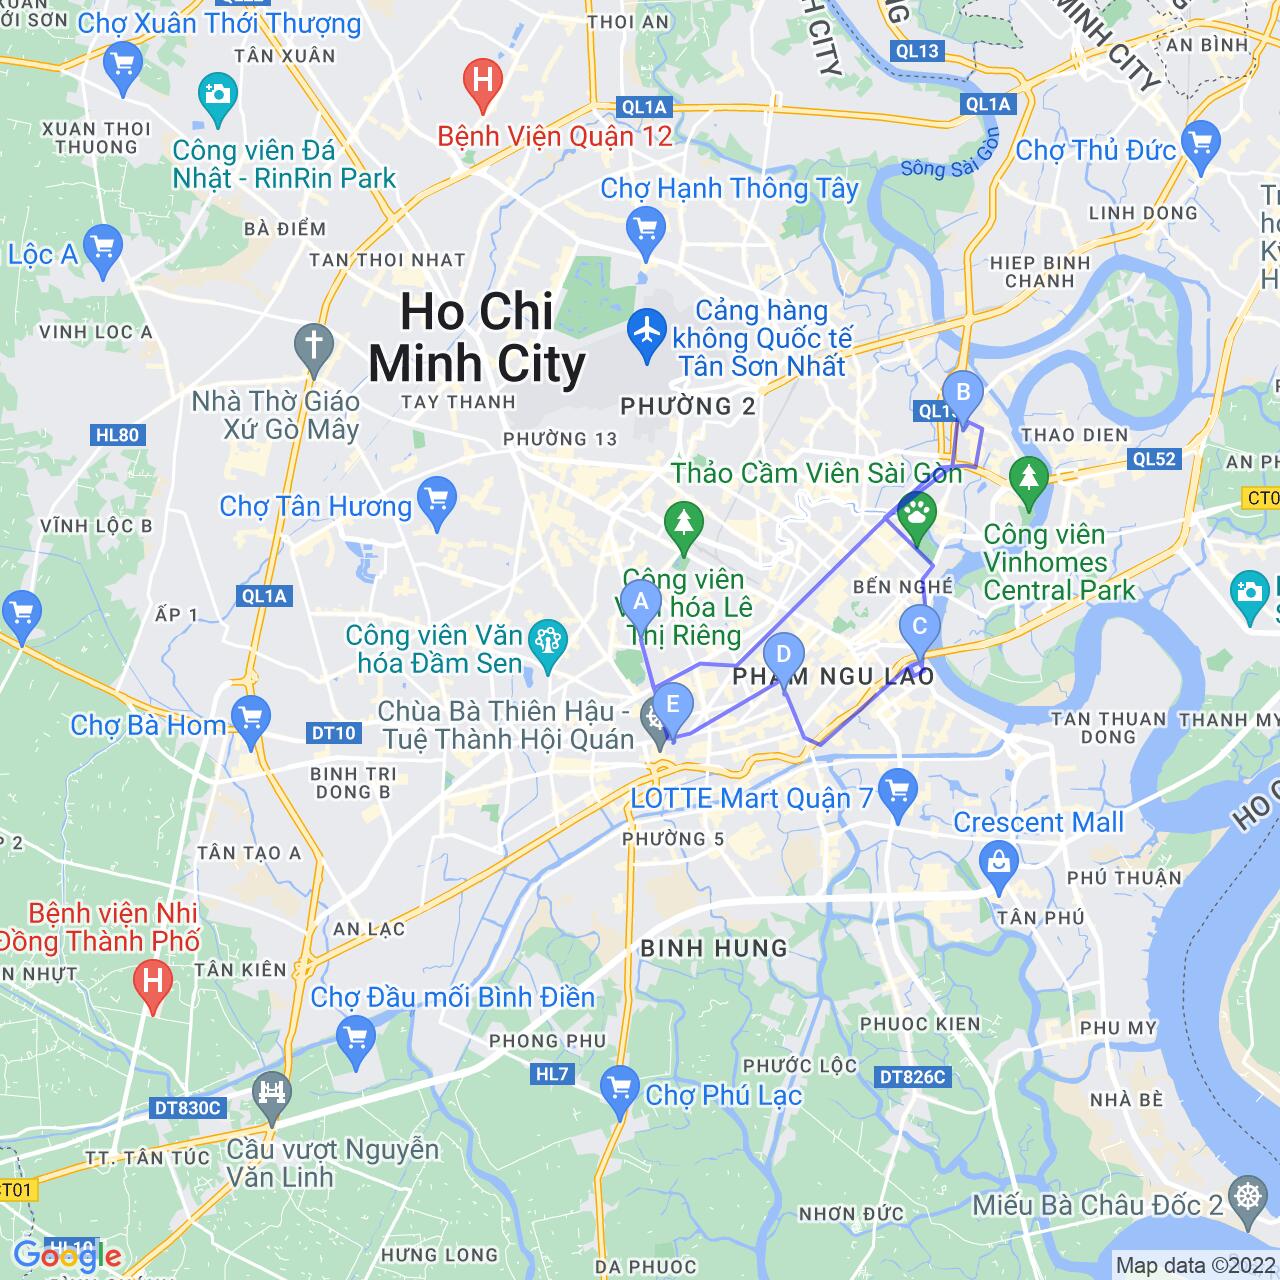 Chợ Xuân Thới Thượng
TÂN XUÂN
THOI AN
CH CITY
MINH CITY
QL13
AN BÌNH
QL1A
QL1A
XUAN THOI
THUONG
Công viên Đá
Nhật - RinRin Park
Bệnh Viện Quận 12
Sông Sài Gòn
Chợ Thủ Đức
Chợ Hạnh Thông Tây
LINH DONG
BÀ ĐIỂM
Lộc A
TAN THOI NHAT
HIEP BINH
CHANH
Ho Chi
Minh City
VINH LOC A
Cảng hàng
không Quốc tế
Tân Sơn Nhất
Nhà Thờ Giáo
Xứ Gò Mây
TAY THANH
PHƯỜNG 2
B
HL80
PHƯỜNG 13
THAO DIEN
QL52
AN PH
Thảo Cầm Viên Sài Gòn
Chợ Tân Hương
CT0
VĨNH LỘC B
Công viên
Vinhomes
Central Park
Công viên
Văn hóa Lê
Thị Riêng
BẾN NGHÉ
A
QL1A
ẤP 1
Công viên Văn
hóa Đầm Sen
C
D
PHAM NGU LAO
E
Chùa Bà Thiên Hậu -
Tuệ Thành Hội Quán
Chợ Bà Hom
DT10
TAN THUAN
DONG
THANH MY
BINH TRI
DONG B
LOTTE Mart Quận 7
HO C
Crescent Mall
P 2
TÂN TẠO A
PHƯỜNG 5
PHÚ THUẬN
Bệnh viện Nhi
Đồng Thành Phố
AN LẠC
TÂN PHÚ
BINH HUNG
N NHỰT
TÂN KIÊN
Chợ Đầu mối Bình Điền
PHUOC KIEN
PHU MY
PHONG PHU
HL7
PHƯỚC LỘC
DT826C
Chợ Phú Lạc
NHÀ BÈ
DT830C
Cầu vượt Nguyễn
Văn Linh
TT. TÂN TÚC
CT01
Miếu Bà Châu Đốc 2
NHƠN ĐỨC
HL10
Google
HƯNG LONG
DA PHUOC
Map data ©2022